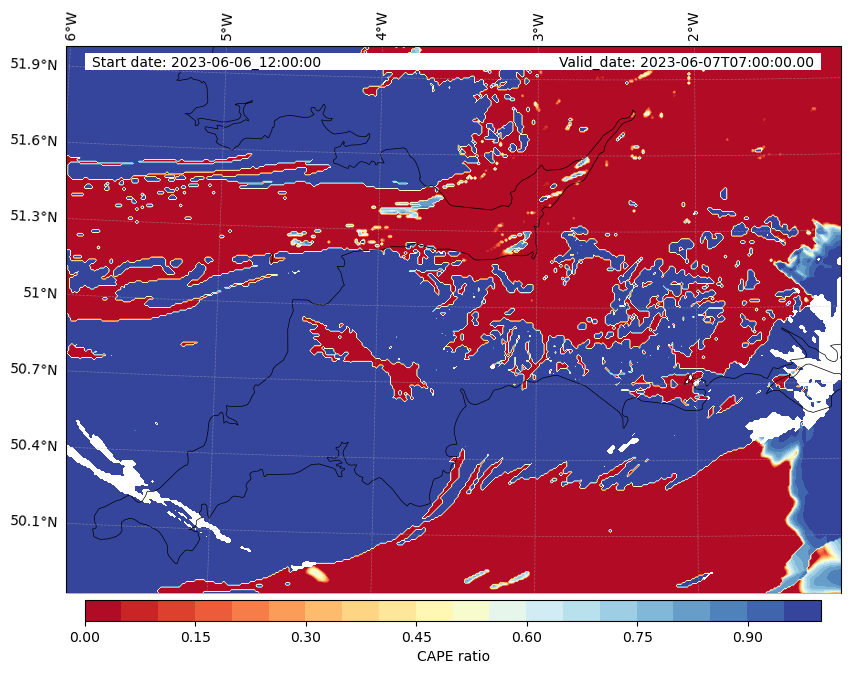 6°W 5°W 4°W 3°W 2°W
Start date: 2023-06-06_12:00:00 Valid_date: 2023-06-07T07:00:00.00
51.9°N
51.6°N
51.3°N
51°N
50.7°N
50.4°N
50.1°N
0.00 0.15 0.30 0.45 0.60 0.75 0.90
CAPE ratio